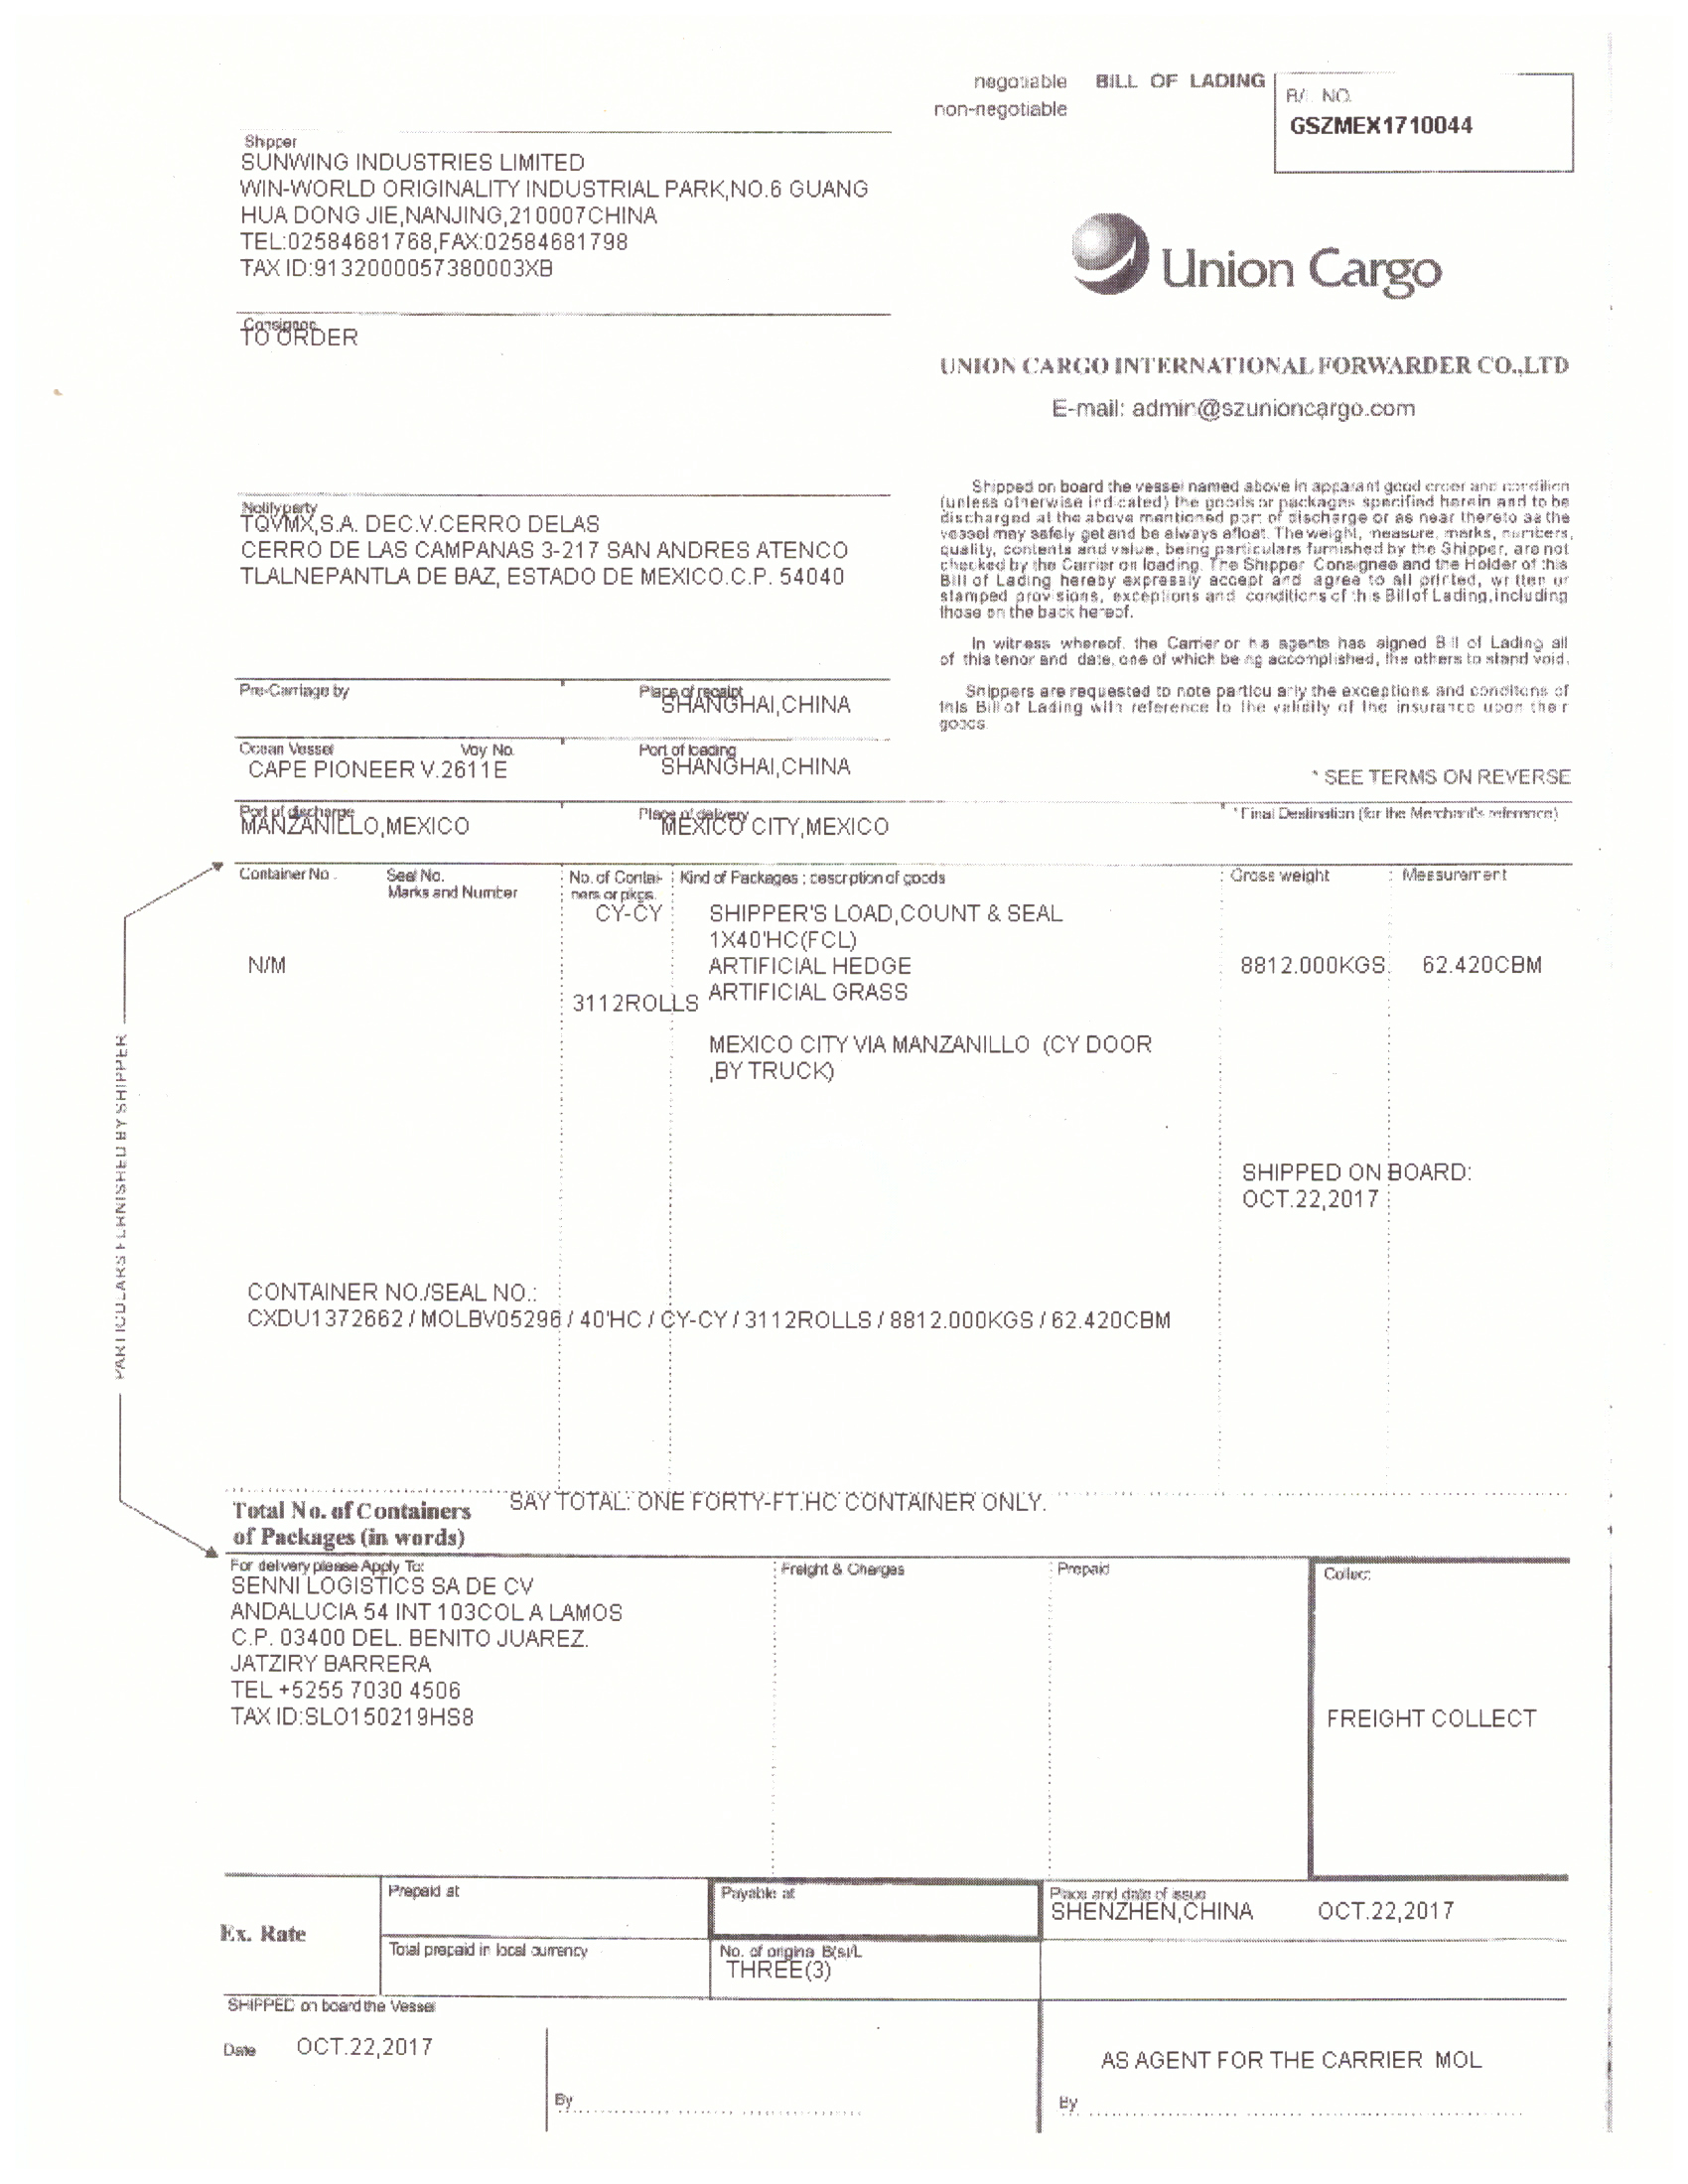 negotiable BILL OF LADING
non-negotiable
B/L NO.
GSZMEX1710044
Shipper
SUNWING INDUSTRIES LIMITED
WIN-WORLD ORIGINALITY INDUSTRIAL PARK,NO.6 GUANG
HUA DONG JIE,NANJING,210007CHINA
TEL:02584681768,FAX:02584681798
TAX ID:9132000057380003XB
Union Cargo
Consignee
TO ORDER
UNION CARGO INTERNATIONAL FORWARDER CO.,LTD
E-mail: admin@szunioncargo.com
Notify party
TQVMX,S.A. DEC.V.CERRO DELAS
CERRO DE LAS CAMPANAS 3-217 SAN ANDRES ATENCO
TLALNEPANTLA DE BAZ, ESTADO DE MEXICO.C.P. 54040
Shipped on board the vessel named above in apparant good order and condition
(unless otherwise indicated) the goods or packages specified herein and to be
discharged at the above mentioned port of discharge or as near thereto as the
vessel may safely get and be always afloat. The weight, measure, marks, numbers,
quality, contents and value, being particulars furnished by the Shipper, are not
checked by the Carrier on loading. The Shipper Consignee and the Holder of this
Bill of Lading hereby expressly accept and agree to all printed, written or
stamped provisions, exceptions and conditions of this Bill of Lading, including
those on the back hereof.
In witness whereof, the Carrier or his agents has signed Bill of Lading all
of this tenor and date, one of which being accomplished, the others to stand void.
Shippers are requested to note particularly the exceptions and conditions of
this Bill of Lading with reference to the validity of the insurance upon their
goods.
Pre-Carriage by
Place of receipt
SHANGHAI,CHINA
Ocean Vessel Voy No.
CAPE PIONEER V.2611E
Port of loading
SHANGHAI,CHINA
* SEE TERMS ON REVERSE
Port of discharge
MANZANILLO,MEXICO
Place of delivery
MEXICO CITY,MEXICO
* Final Destination (for the Merchant's reference)
Container No. Seal No. No. of Contai- Kind of Packages ; description of goods Gross weight Measurement
Marks and Number ners or pkgs.
CY-CY SHIPPER'S LOAD,COUNT & SEAL
1X40'HC(FCL)
N/M ARTIFICIAL HEDGE 8812.000KGS 62.420CBM
3112ROLLS ARTIFICIAL GRASS
MEXICO CITY VIA MANZANILLO (CY DOOR
,BY TRUCK)
PARTICULARS FURNISHED BY SHIPPER
SHIPPED ON BOARD:
OCT.22,2017
CONTAINER NO./SEAL NO.:
CXDU1372662 / MOLBV05296 / 40'HC / CY-CY / 3112ROLLS / 8812.000KGS / 62.420CBM
Total No. of Containers SAY TOTAL: ONE FORTY-FT.HC CONTAINER ONLY.
of Packages (in words)
For delivery please Apply To: Freight & Charges Prepaid Collect
SENNI LOGISTICS SA DE CV
ANDALUCIA 54 INT 103COL A LAMOS
C.P. 03400 DEL. BENITO JUAREZ.
JATZIRY BARRERA
TEL +5255 7030 4506
TAX ID:SLO150219HS8
FREIGHT COLLECT
Ex. Rate
Prepaid at
Payable at
Place and date of issue
SHENZHEN,CHINA OCT.22,2017
Total prepaid in local currency
No. of origina B(s)/L
THREE(3)
SHIPPED on board the Vessel
Date OCT.22,2017
AS AGENT FOR THE CARRIER MOL
By
By